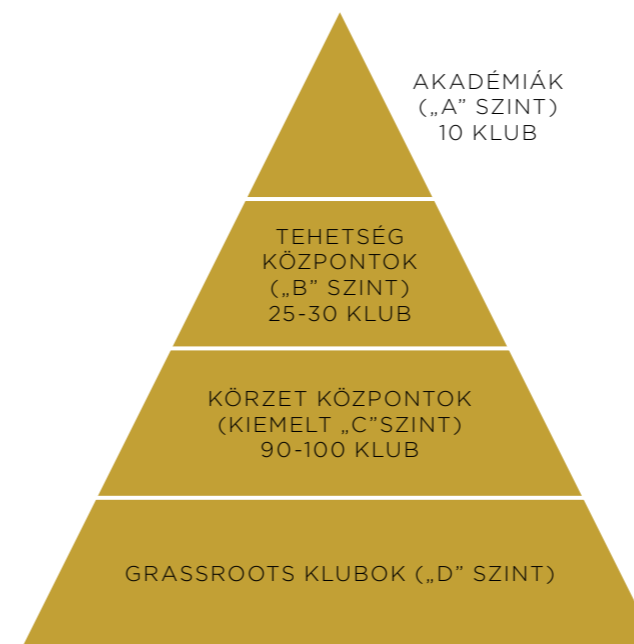 AKADÉMIÁK
(„A” SZINT)
10 KLUB
TEHETSÉG
KÖZPONTOK
(„B” SZINT)
25-30 KLUB
KÖRZET KÖZPONTOK
(KIEMELT „C”SZINT)
90-100 KLUB
GRASSROOTS KLUBOK („D” SZINT)